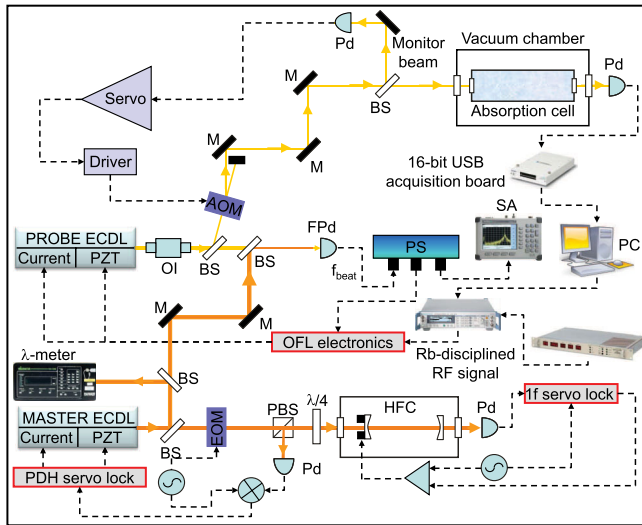 Pd
Monitor
beam
M
BS
Vacuum chamber
Pd
Absorption cell
Servo
M
M
Driver
AOM
16-bit USB
acquisition board
SA
PROBE ECDL
Current
PZT
OI
BS
BS
FPd
f beat
PS
PC
M
M
OFL electronics
Rb-disciplined
RF signal
λ-meter
BS
MASTER ECDL
Current
PZT
BS
EOM
PBS
λ/4
HFC
Pd
1f servo lock
PDH servo lock
Pd